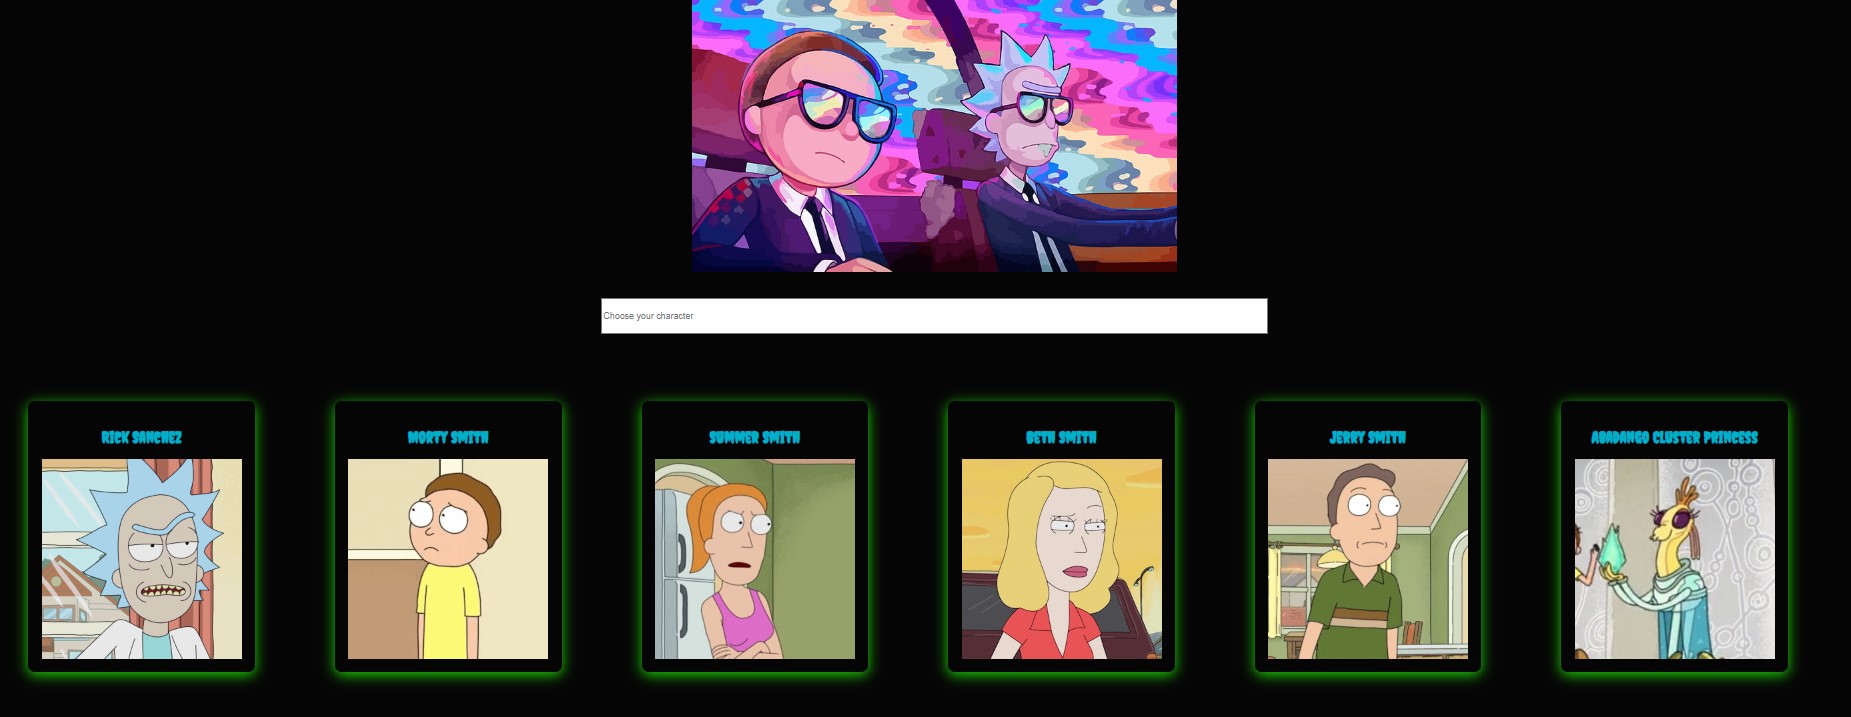 Choose your character
RICK SANCHEZ
MORTY SMITH
SUMMER SMITH
BETH SMITH
JERRY SMITH
ABADANGO CLUSTER PRINCESS